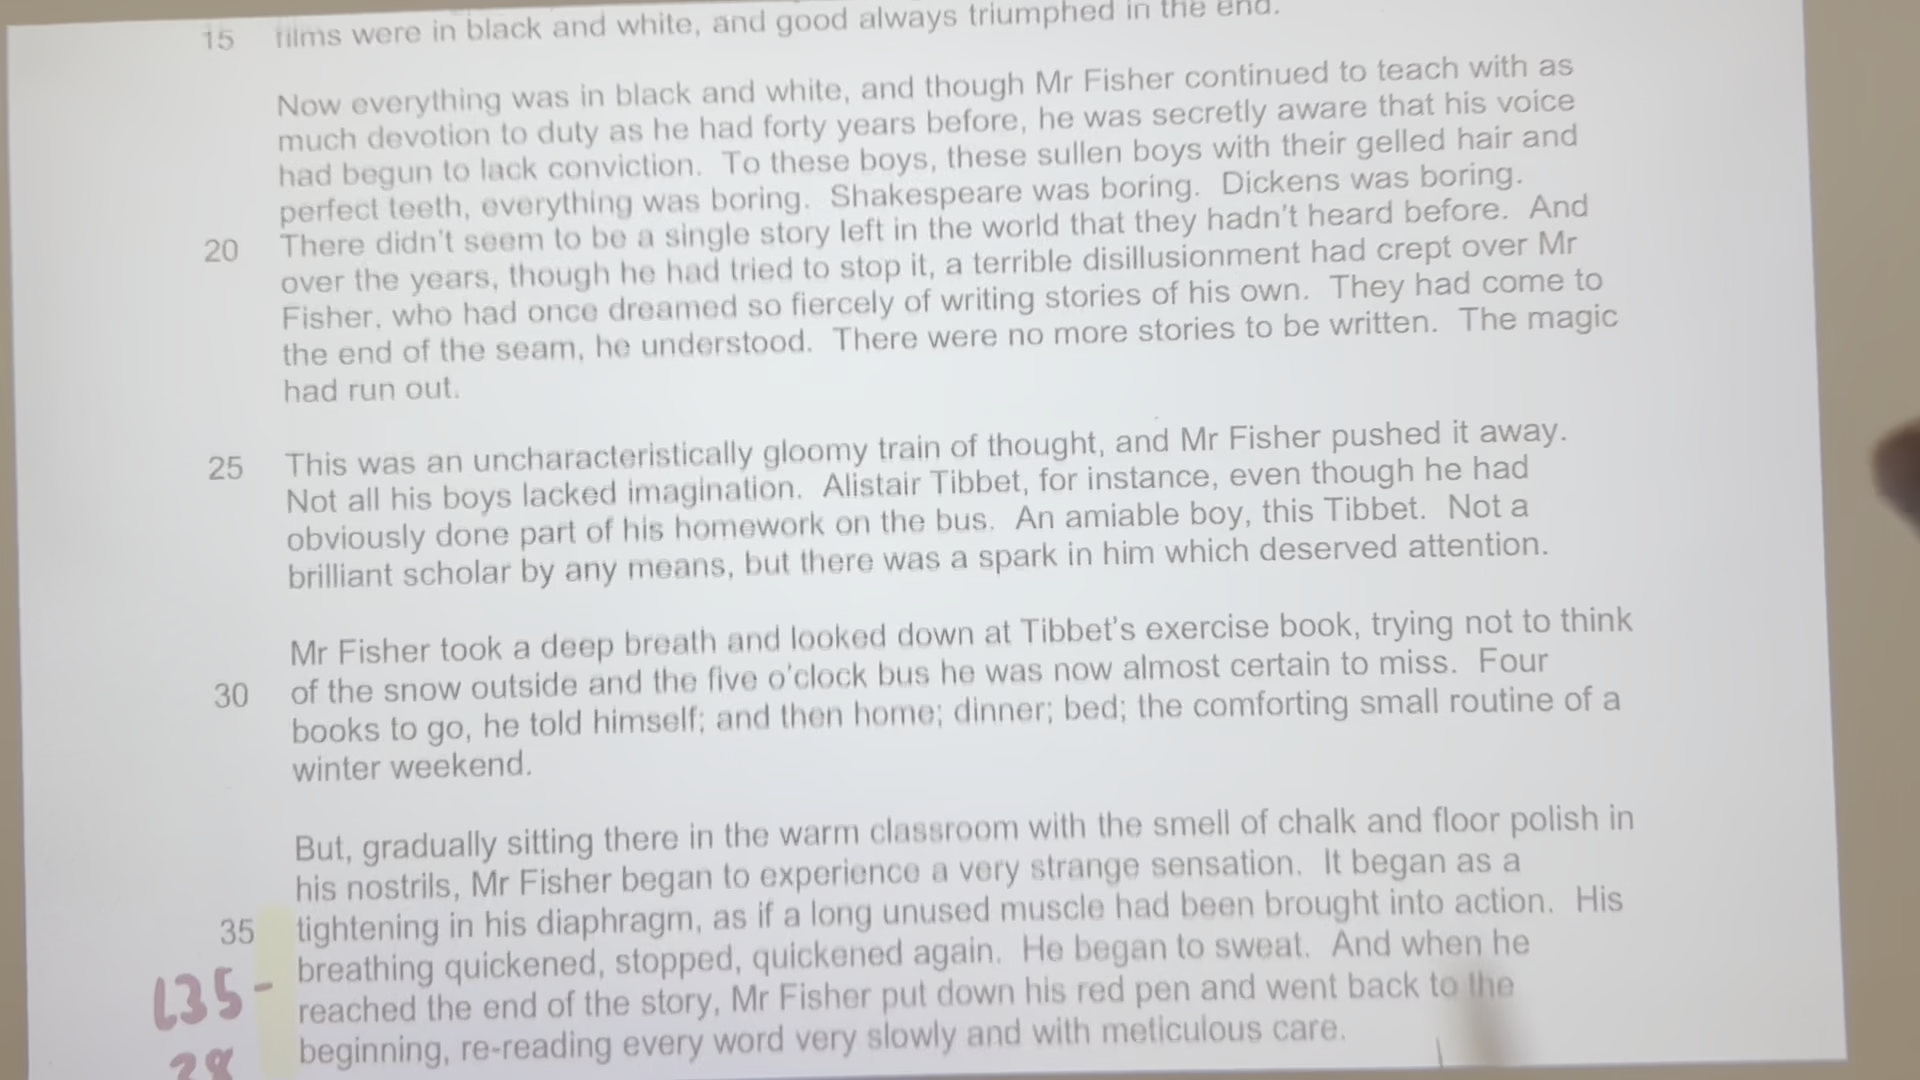 15 films were in black and white, and good always triumphed in the end.
Now everything was in black and white, and though Mr Fisher continued to teach with as
much devotion to duty as he had forty years before, he was secretly aware that his voice
had begun to lack conviction. To these boys, these sullen boys with their gelled hair and
perfect teeth, everything was boring. Shakespeare was boring. Dickens was boring.
20 There didn't seem to be a single story left in the world that they hadn't heard before. And
over the years, though he had tried to stop it, a terrible disillusionment had crept over Mr
Fisher, who had once dreamed so fiercely of writing stories of his own. They had come to
the end of the seam, he understood. There were no more stories to be written. The magic
had run out.
25 This was an uncharacteristically gloomy train of thought, and Mr Fisher pushed it away.
Not all his boys lacked imagination. Alistair Tibbet, for instance, even though he had
obviously done part of his homework on the bus. An amiable boy, this Tibbet. Not a
brilliant scholar by any means, but there was a spark in him which deserved attention.
Mr Fisher took a deep breath and looked down at Tibbet's exercise book, trying not to think
30 of the snow outside and the five o'clock bus he was now almost certain to miss. Four
books to go, he told himself; and then home; dinner; bed; the comforting small routine of a
winter weekend.
But, gradually sitting there in the warm classroom with the smell of chalk and floor polish in
his nostrils, Mr Fisher began to experience a very strange sensation. It began as a
35 tightening in his diaphragm, as if a long unused muscle had been brought into action. His
L35- breathing quickened, stopped, quickened again. He began to sweat. And when he
reached the end of the story, Mr Fisher put down his red pen and went back to the
38 beginning, re-reading every word very slowly and with meticulous care.